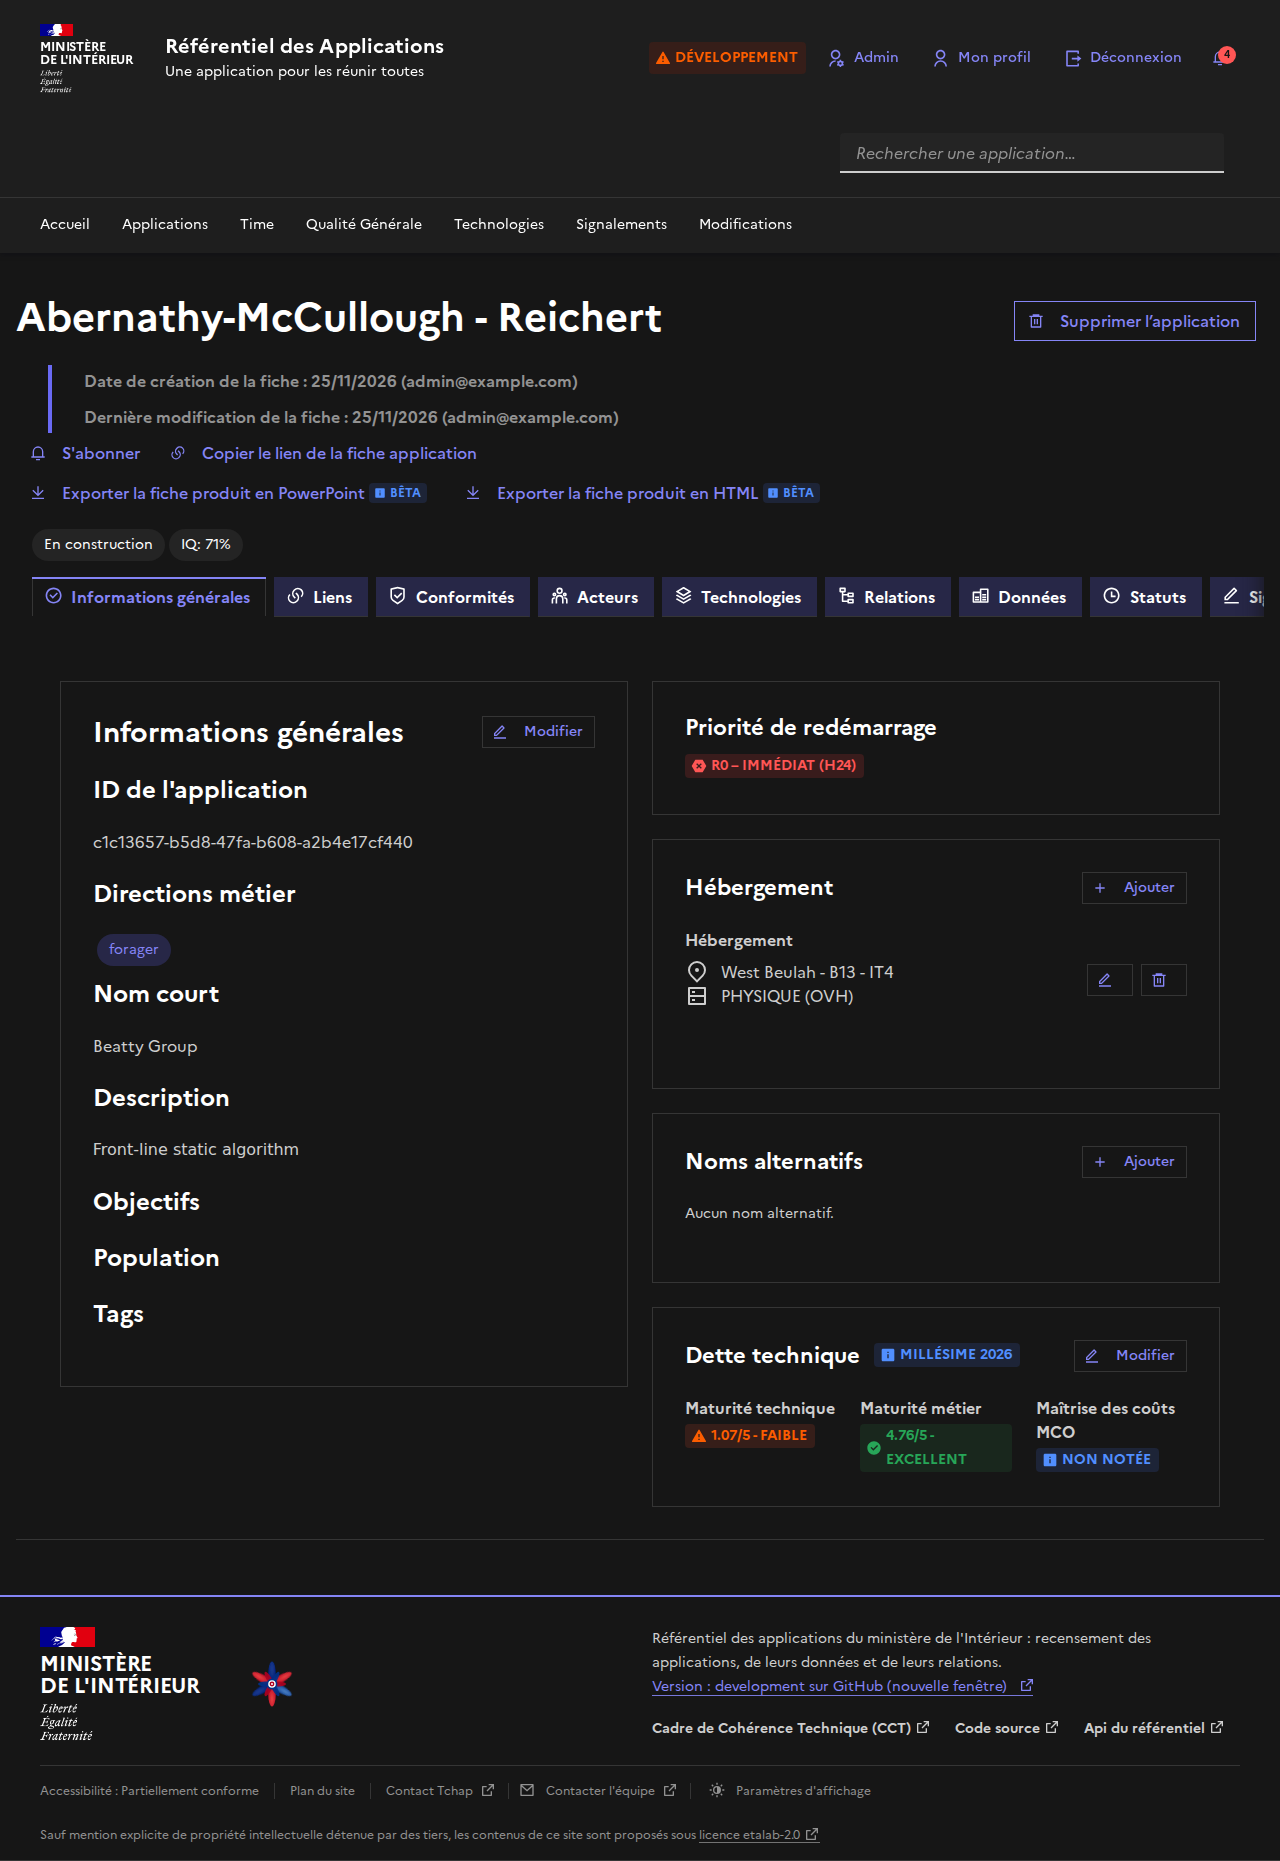 MINISTÈRE
DE L'INTÉRIEUR
Liberté
Égalité
Fraternité
Référentiel des Applications
Une application pour les réunir toutes
DÉVELOPPEMENT
Admin
Mon profil
Déconnexion
4
Rechercher une application...
Accueil
Applications
Time
Qualité Générale
Technologies
Signalements
Modifications
Abernathy-McCullough - Reichert
Supprimer l’application
Date de création de la fiche : 25/11/2026 (admin@example.com)
Dernière modification de la fiche : 25/11/2026 (admin@example.com)
S'abonner
Copier le lien de la fiche application
Exporter la fiche produit en PowerPoint BÊTA
Exporter la fiche produit en HTML BÊTA
En construction
IQ: 71%
Informations générales
Liens
Conformités
Acteurs
Technologies
Relations
Données
Statuts
Informations générales
Modifier
ID de l'application
c1c13657-b5d8-47fa-b608-a2b4e17cf440
Directions métier
forager
Nom court
Beatty Group
Description
Front-line static algorithm
Objectifs
Population
Tags
Priorité de redémarrage
R0 – IMMÉDIAT (H24)
Hébergement
Ajouter
Hébergement
West Beulah - B13 - IT4
PHYSIQUE (OVH)
Noms alternatifs
Ajouter
Aucun nom alternatif.
Dette technique
MILLÉSIME 2026
Modifier
Maturité technique
1.07/5 - FAIBLE
Maturité métier
4.76/5 -
EXCELLENT
Maîtrise des coûts
MCO
NON NOTÉE
MINISTÈRE
DE L'INTÉRIEUR
Liberté
Égalité
Fraternité
Référentiel des applications du ministère de l'Intérieur : recensement des
applications, de leurs données et de leurs relations.
Version : development sur GitHub (nouvelle fenêtre)
Cadre de Cohérence Technique (CCT)
Code source
Api du référentiel
Accessibilité : Partiellement conforme
Plan du site
Contact Tchap
Contacter l'équipe
Paramètres d'affichage
Sauf mention explicite de propriété intellectuelle détenue par des tiers, les contenus de ce site sont proposés sous licence etalab-2.0